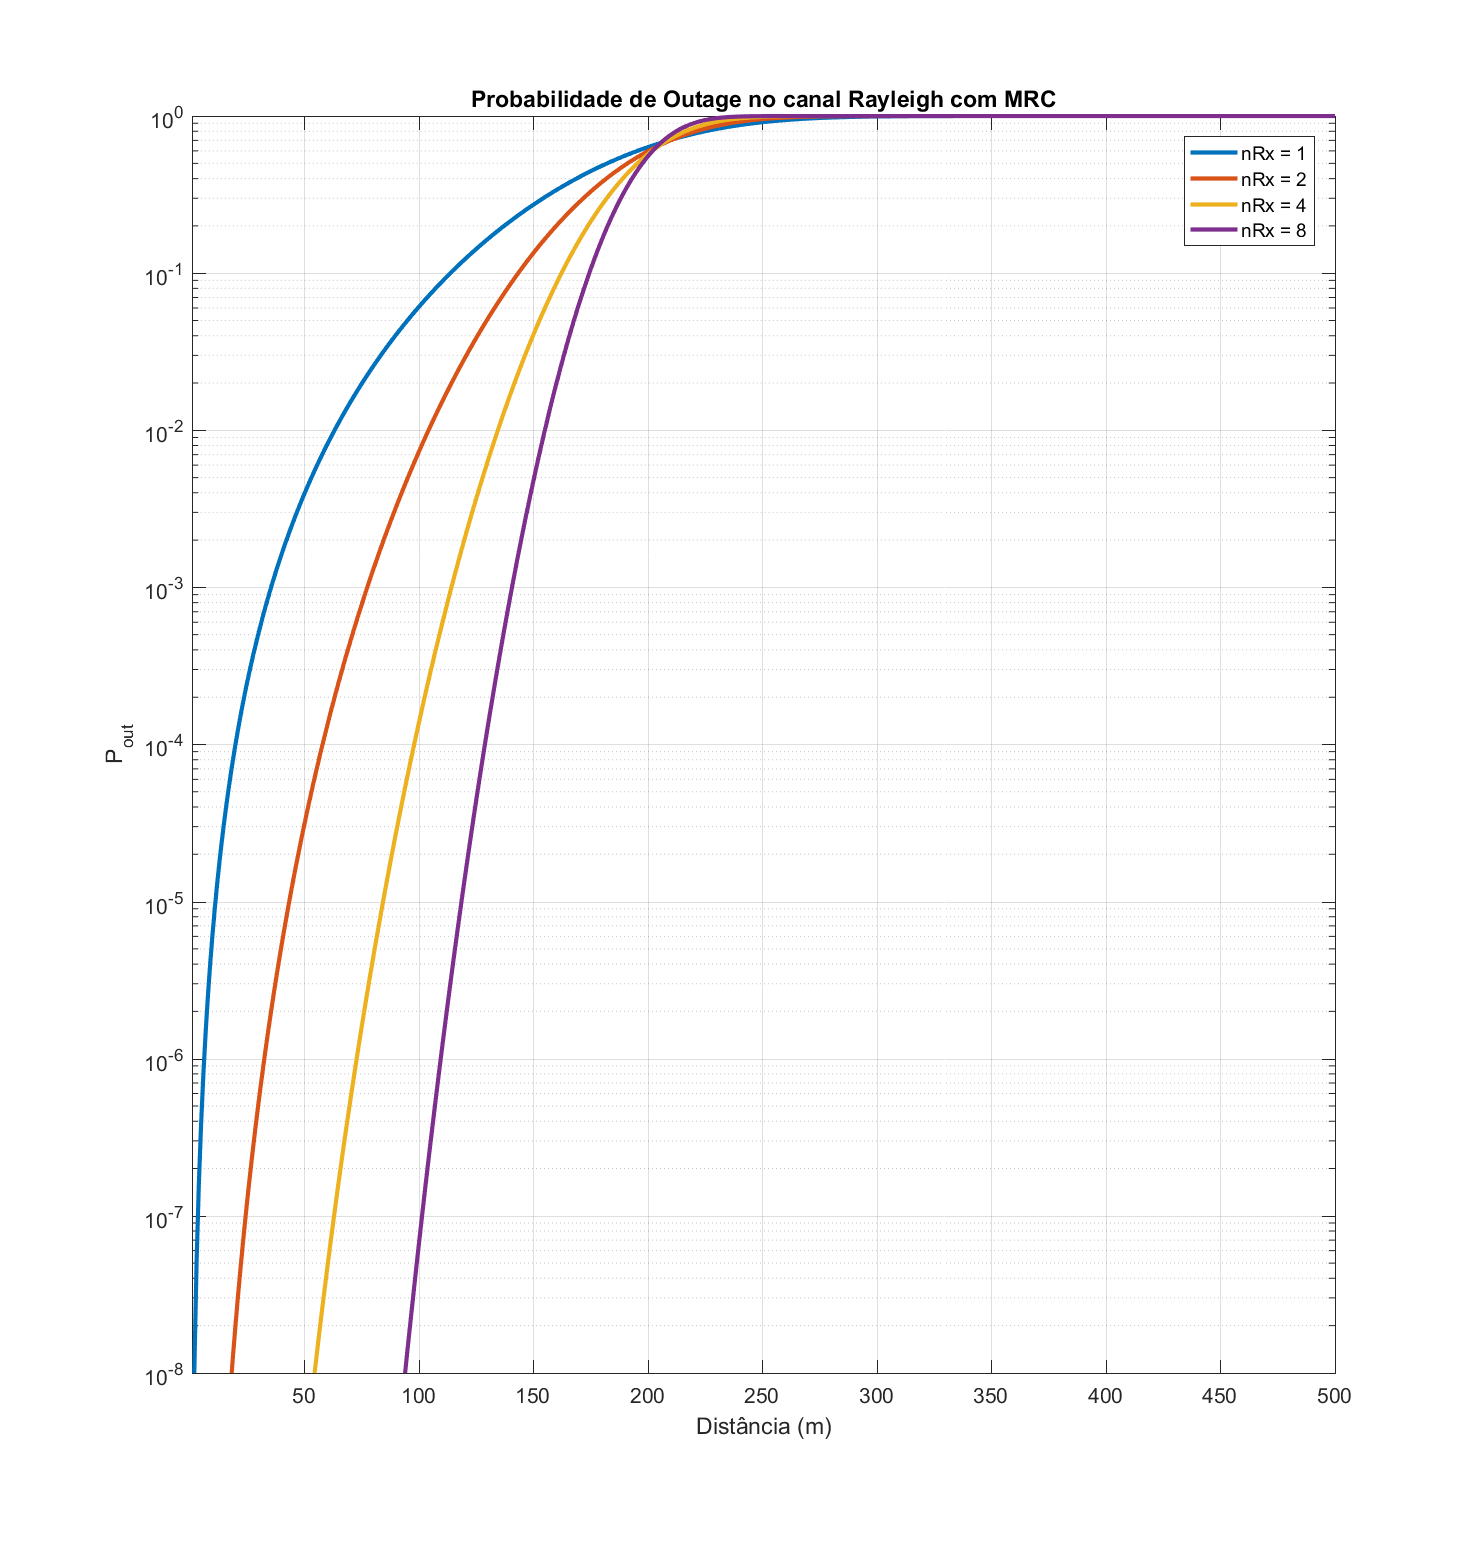 Probabilidade de Outage no canal Rayleigh com MRC
nRx = 1
nRx = 2
nRx = 4
nRx = 8
P_out
10^0
10^-1
10^-2
10^-3
10^-4
10^-5
10^-6
10^-7
10^-8
50 100 150 200 250 300 350 400 450 500
Distância (m)